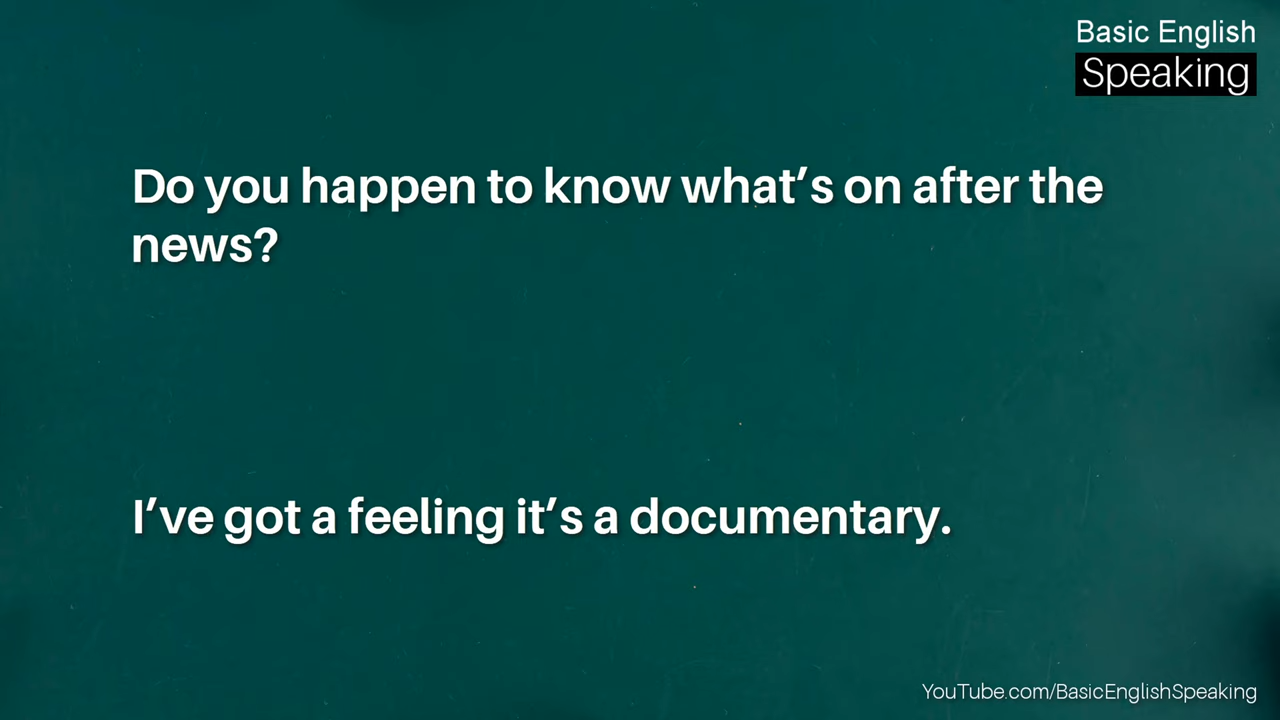 Basic English
Speaking
Do you happen to know what’s on after the
news?
I’ve got a feeling it’s a documentary.
YouTube.com/BasicEnglishSpeaking